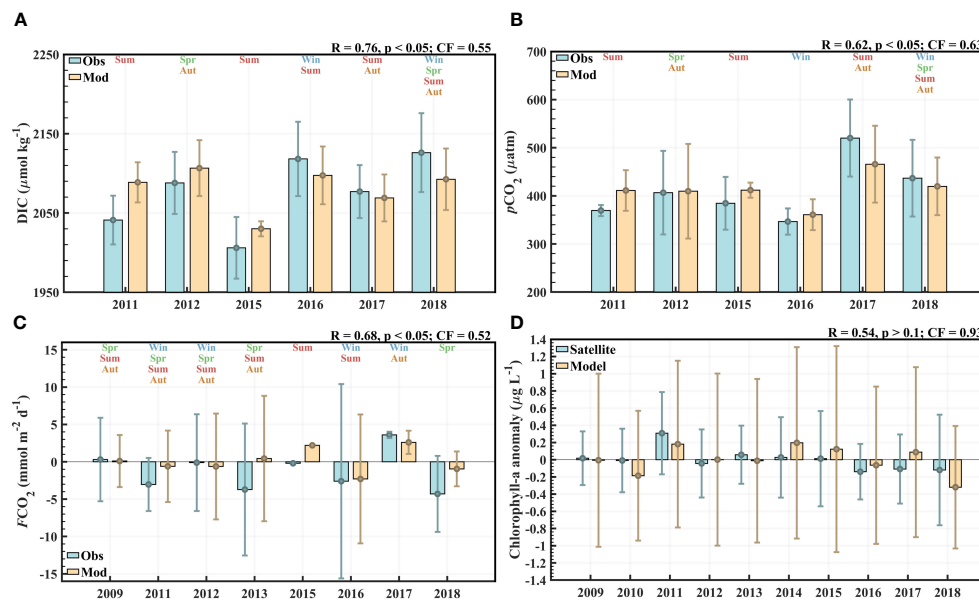 A
R = 0.76, p < 0.05; CF = 0.55
2250
2150
2050
1950
DIC (μmol kg-1)
Obs
Mod
Sum
Spr
Aut
Sum
Win
Sum
Sum
Aut
Win
Spr
Sum
Aut
2011 2012 2015 2016 2017 2018
B
R = 0.62, p < 0.05; CF = 0.63
700
600
500
400
300
200
pCO2 (μatm)
Obs
Mod
Sum
Spr
Aut
Sum
Win
Sum
Aut
Win
Spr
Sum
Aut
2011 2012 2015 2016 2017 2018
C
R = 0.68, p < 0.05; CF = 0.52
15
10
5
0
-5
-10
-15
FCO2 (mmol m-2 d-1)
Spr
Sum
Aut
Win
Spr
Sum
Aut
Win
Spr
Sum
Aut
Spr
Sum
Aut
Sum
Win
Sum
Win
Aut
Spr
Obs
Mod
2009 2011 2012 2013 2015 2016 2017 2018
D
R = 0.54, p > 0.1; CF = 0.93
1.4
1.2
1
0.8
0.6
0.4
0.2
0
-0.2
-0.4
-0.6
-0.8
-1
-1.2
-1.4
Chlorophyll-a anomaly (μg L-1)
Satellite
Model
2009 2010 2011 2012 2013 2014 2015 2016 2017 2018